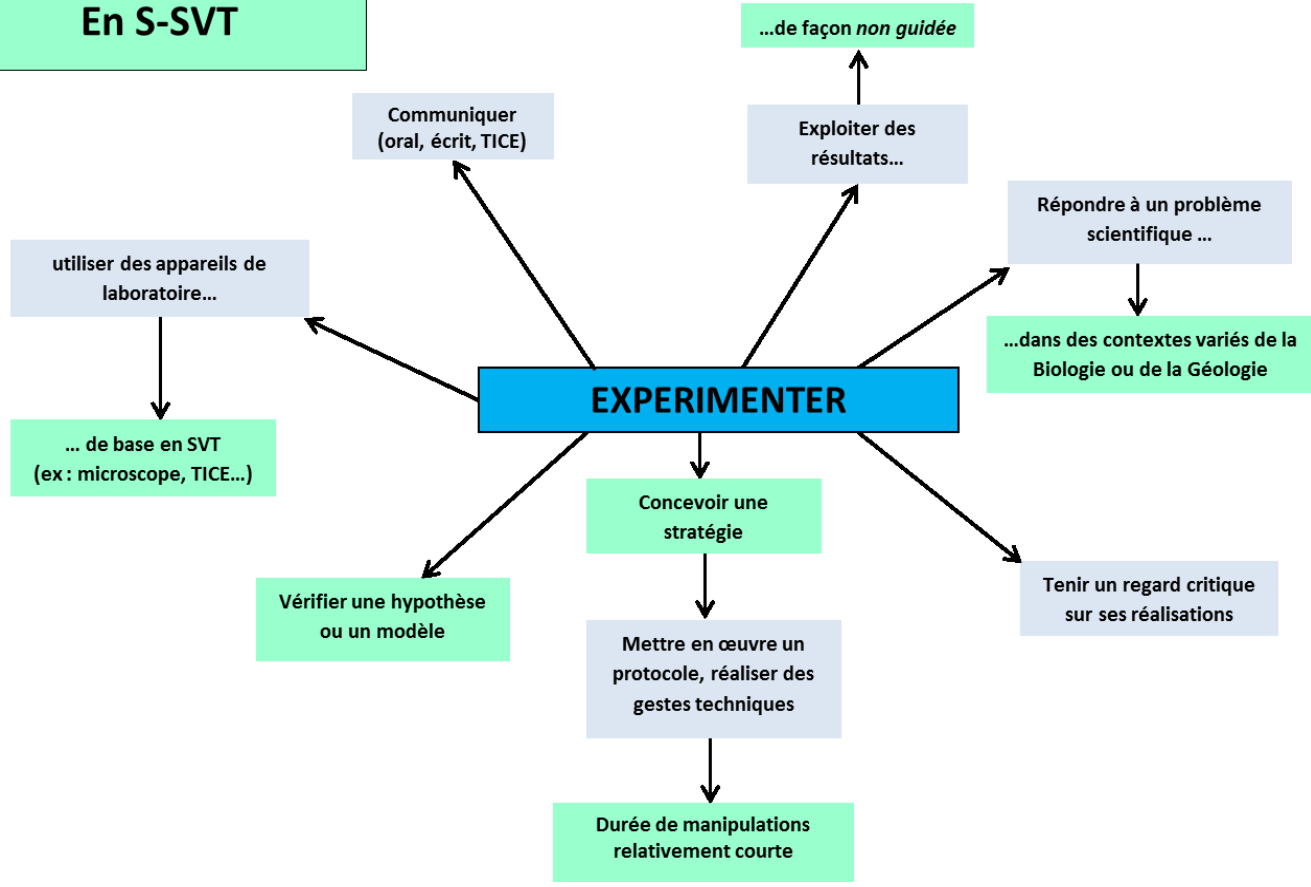 En S-SVT
...de façon non guidée
Communiquer
(oral, écrit, TICE)
Exploiter des
résultats...
Répondre à un problème
scientifique ...
utiliser des appareils de
laboratoire...
...dans des contextes variés de la
Biologie ou de la Géologie
EXPERIMENTER
... de base en SVT
(ex : microscope, TICE...)
Concevoir une
stratégie
Vérifier une hypothèse
ou un modèle
Tenir un regard critique
sur ses réalisations
Mettre en œuvre un
protocole, réaliser des
gestes techniques
Durée de manipulations
relativement courte